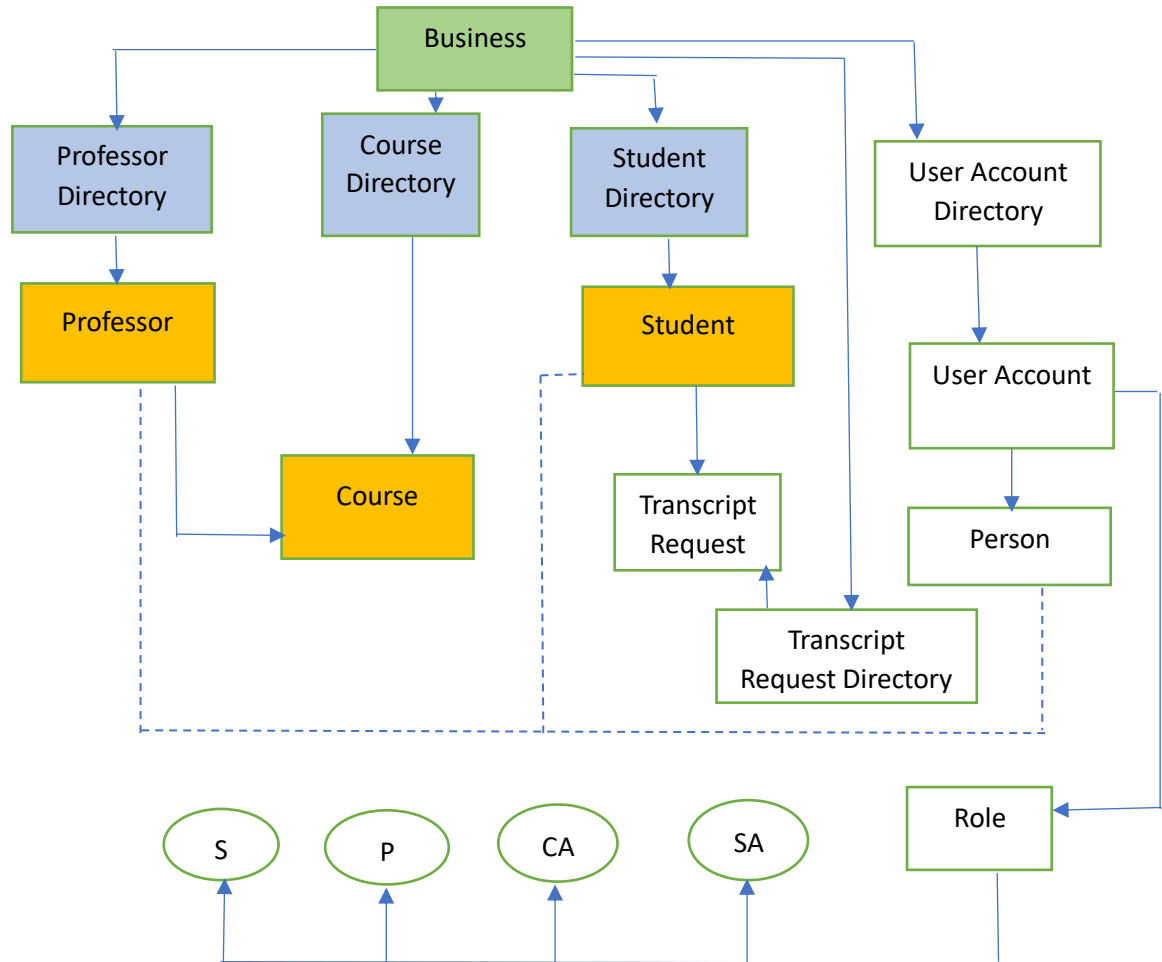 Business
Professor
Directory
Course
Directory
Student
Directory
User Account
Directory
Professor
Student
User Account
Course
Transcript
Request
Person
Transcript
Request Directory
S
P
CA
SA
Role